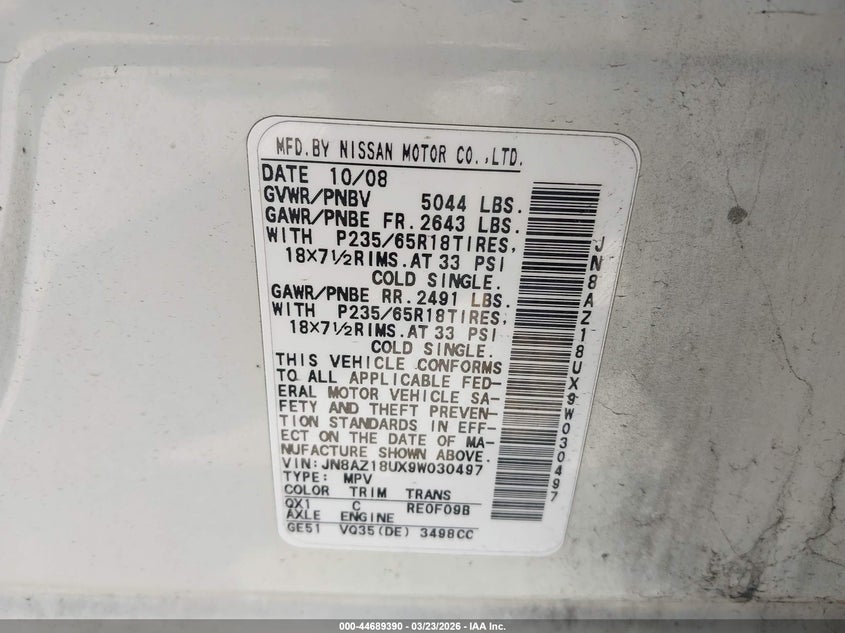 MFD.BY NISSAN MOTOR CO.,LTD.
DATE 10/08
GVWR/PNBV 5044 LBS.
GAWR/PNBE FR.2643 LBS.
WITH P235/65R18TIRES,
18X7½RIMS.AT 33 PSI
COLD SINGLE.
GAWR/PNBE RR.2491 LBS.
WITH P235/65R18TIRES,
18X7½RIMS.AT 33 PSI
COLD SINGLE.
THIS VEHICLE CONFORMS
TO ALL APPLICABLE FED-
ERAL MOTOR VEHICLE SA-
FETY AND THEFT PREVEN-
TION STANDARDS IN EFF-
ECT ON THE DATE OF MA-
NUFACTURE SHOWN ABOVE.
VIN:JN8AZ18UX9W030497
TYPE: MPV
COLOR TRIM TRANS
QX1 C RE0F09B
AXLE ENGINE
GE51 VQ35(DE) 3498CC
JN8AZ18UX9W030497
000-44689390 - 03/23/2026 - IAA Inc.